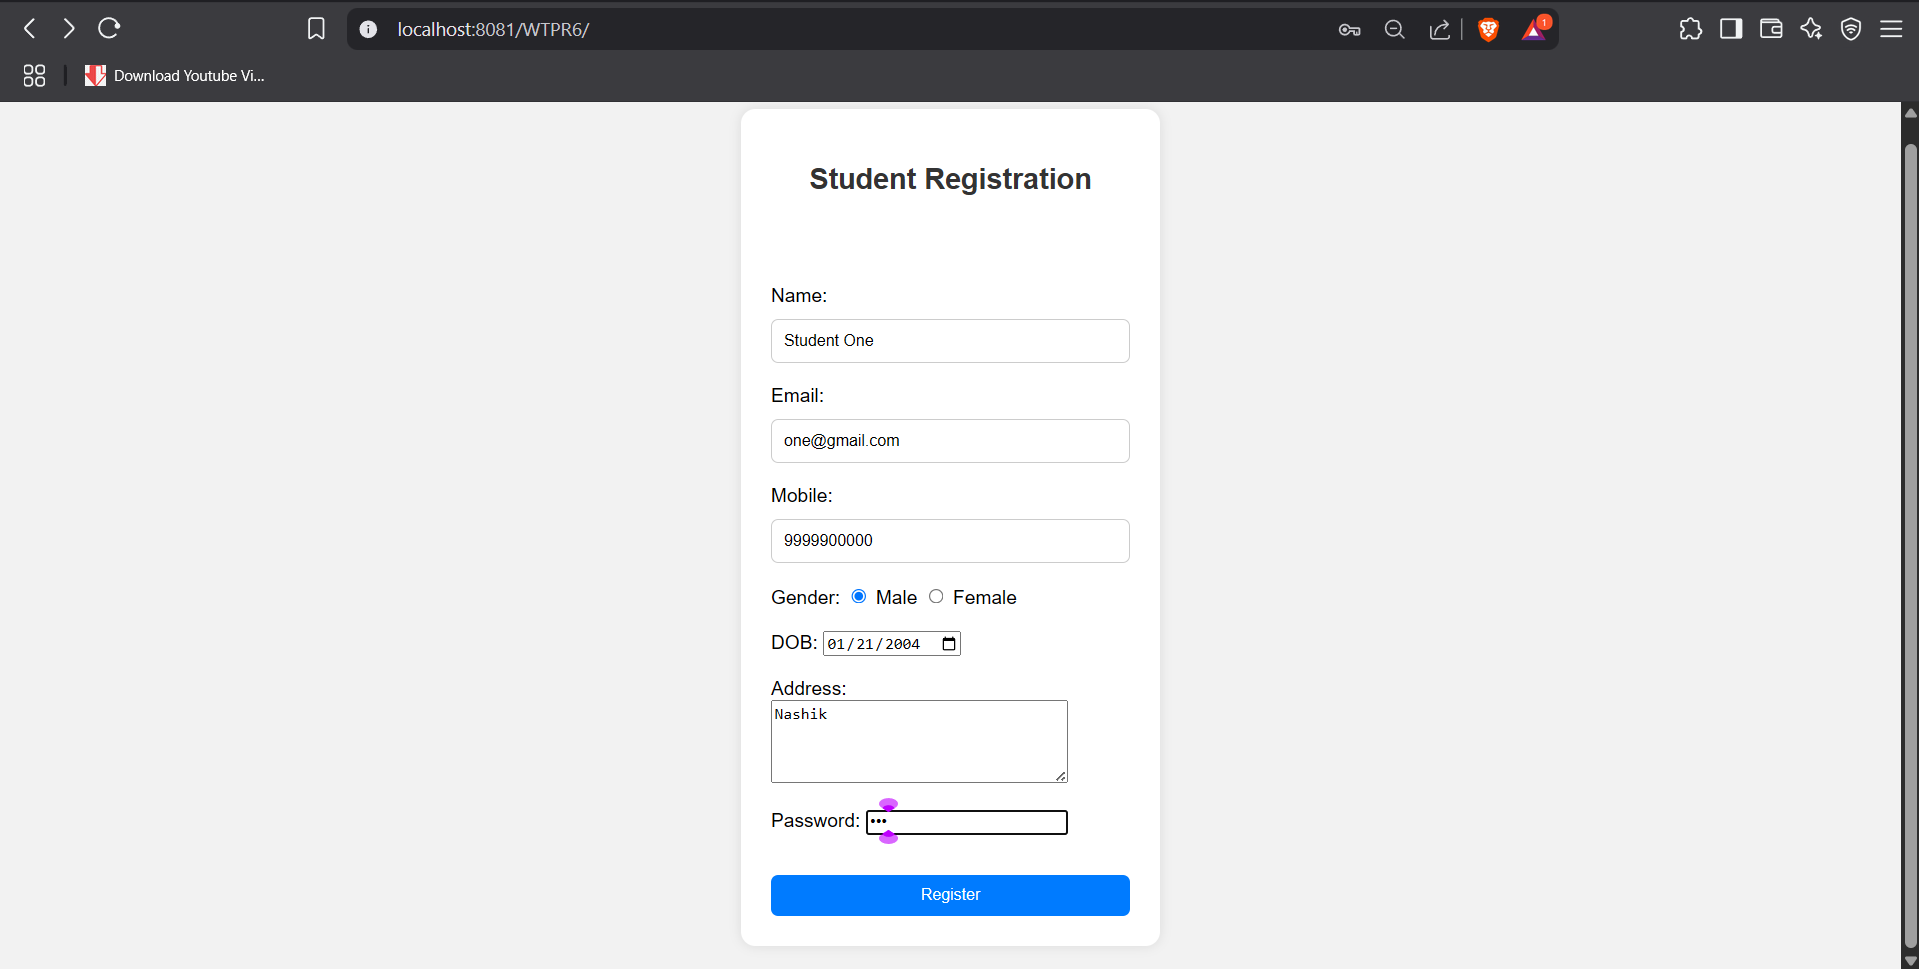 localhost:8081/WTPR6/
1
Download Youtube Vi...
Student Registration
Name:
Student One
Email:
one@gmail.com
Mobile:
9999900000
Gender: Male Female
DOB: 01/21/2004
Address:
Nashik
Password: •••
Register